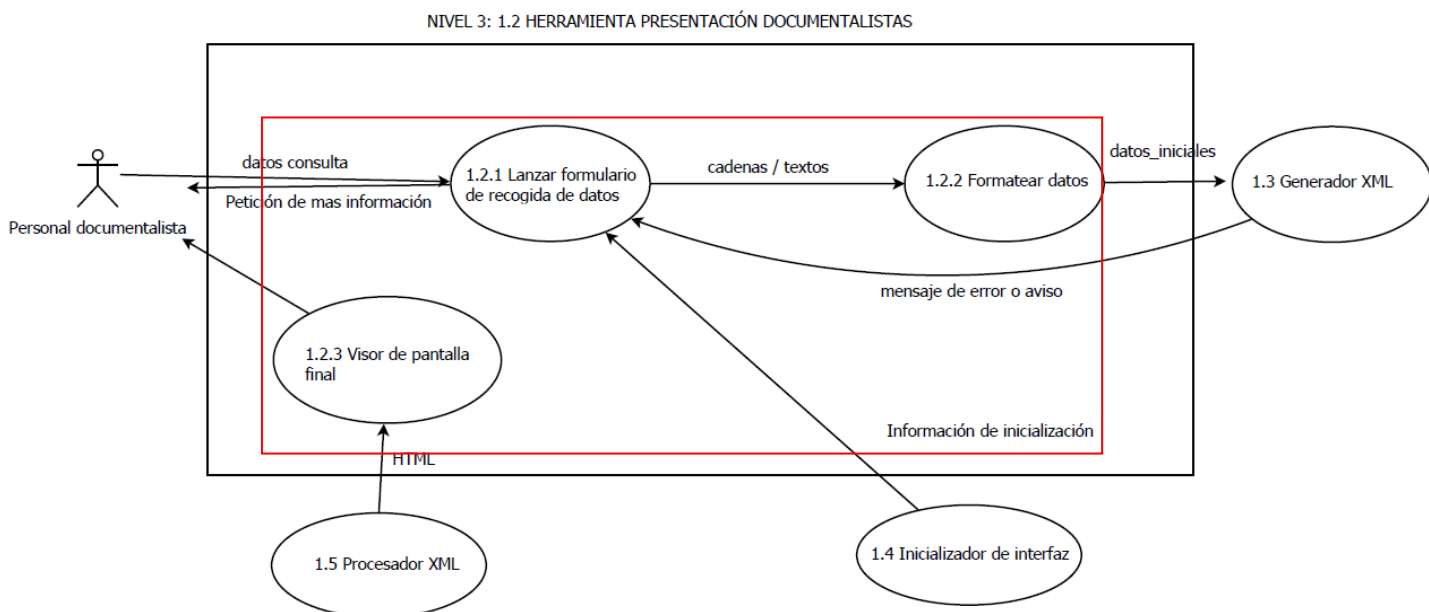 NIVEL 3: 1.2 HERRAMIENTA PRESENTACIÓN DOCUMENTALISTAS
datos consulta
Petición de mas información
Personal documentalista
1.2.1 Lanzar formulario
de recogida de datos
cadenas / textos
1.2.2 Formatear datos
datos_iniciales
1.3 Generador XML
mensaje de error o aviso
1.2.3 Visor de pantalla
final
Información de inicialización
HTML
1.5 Procesador XML
1.4 Inicializador de interfaz